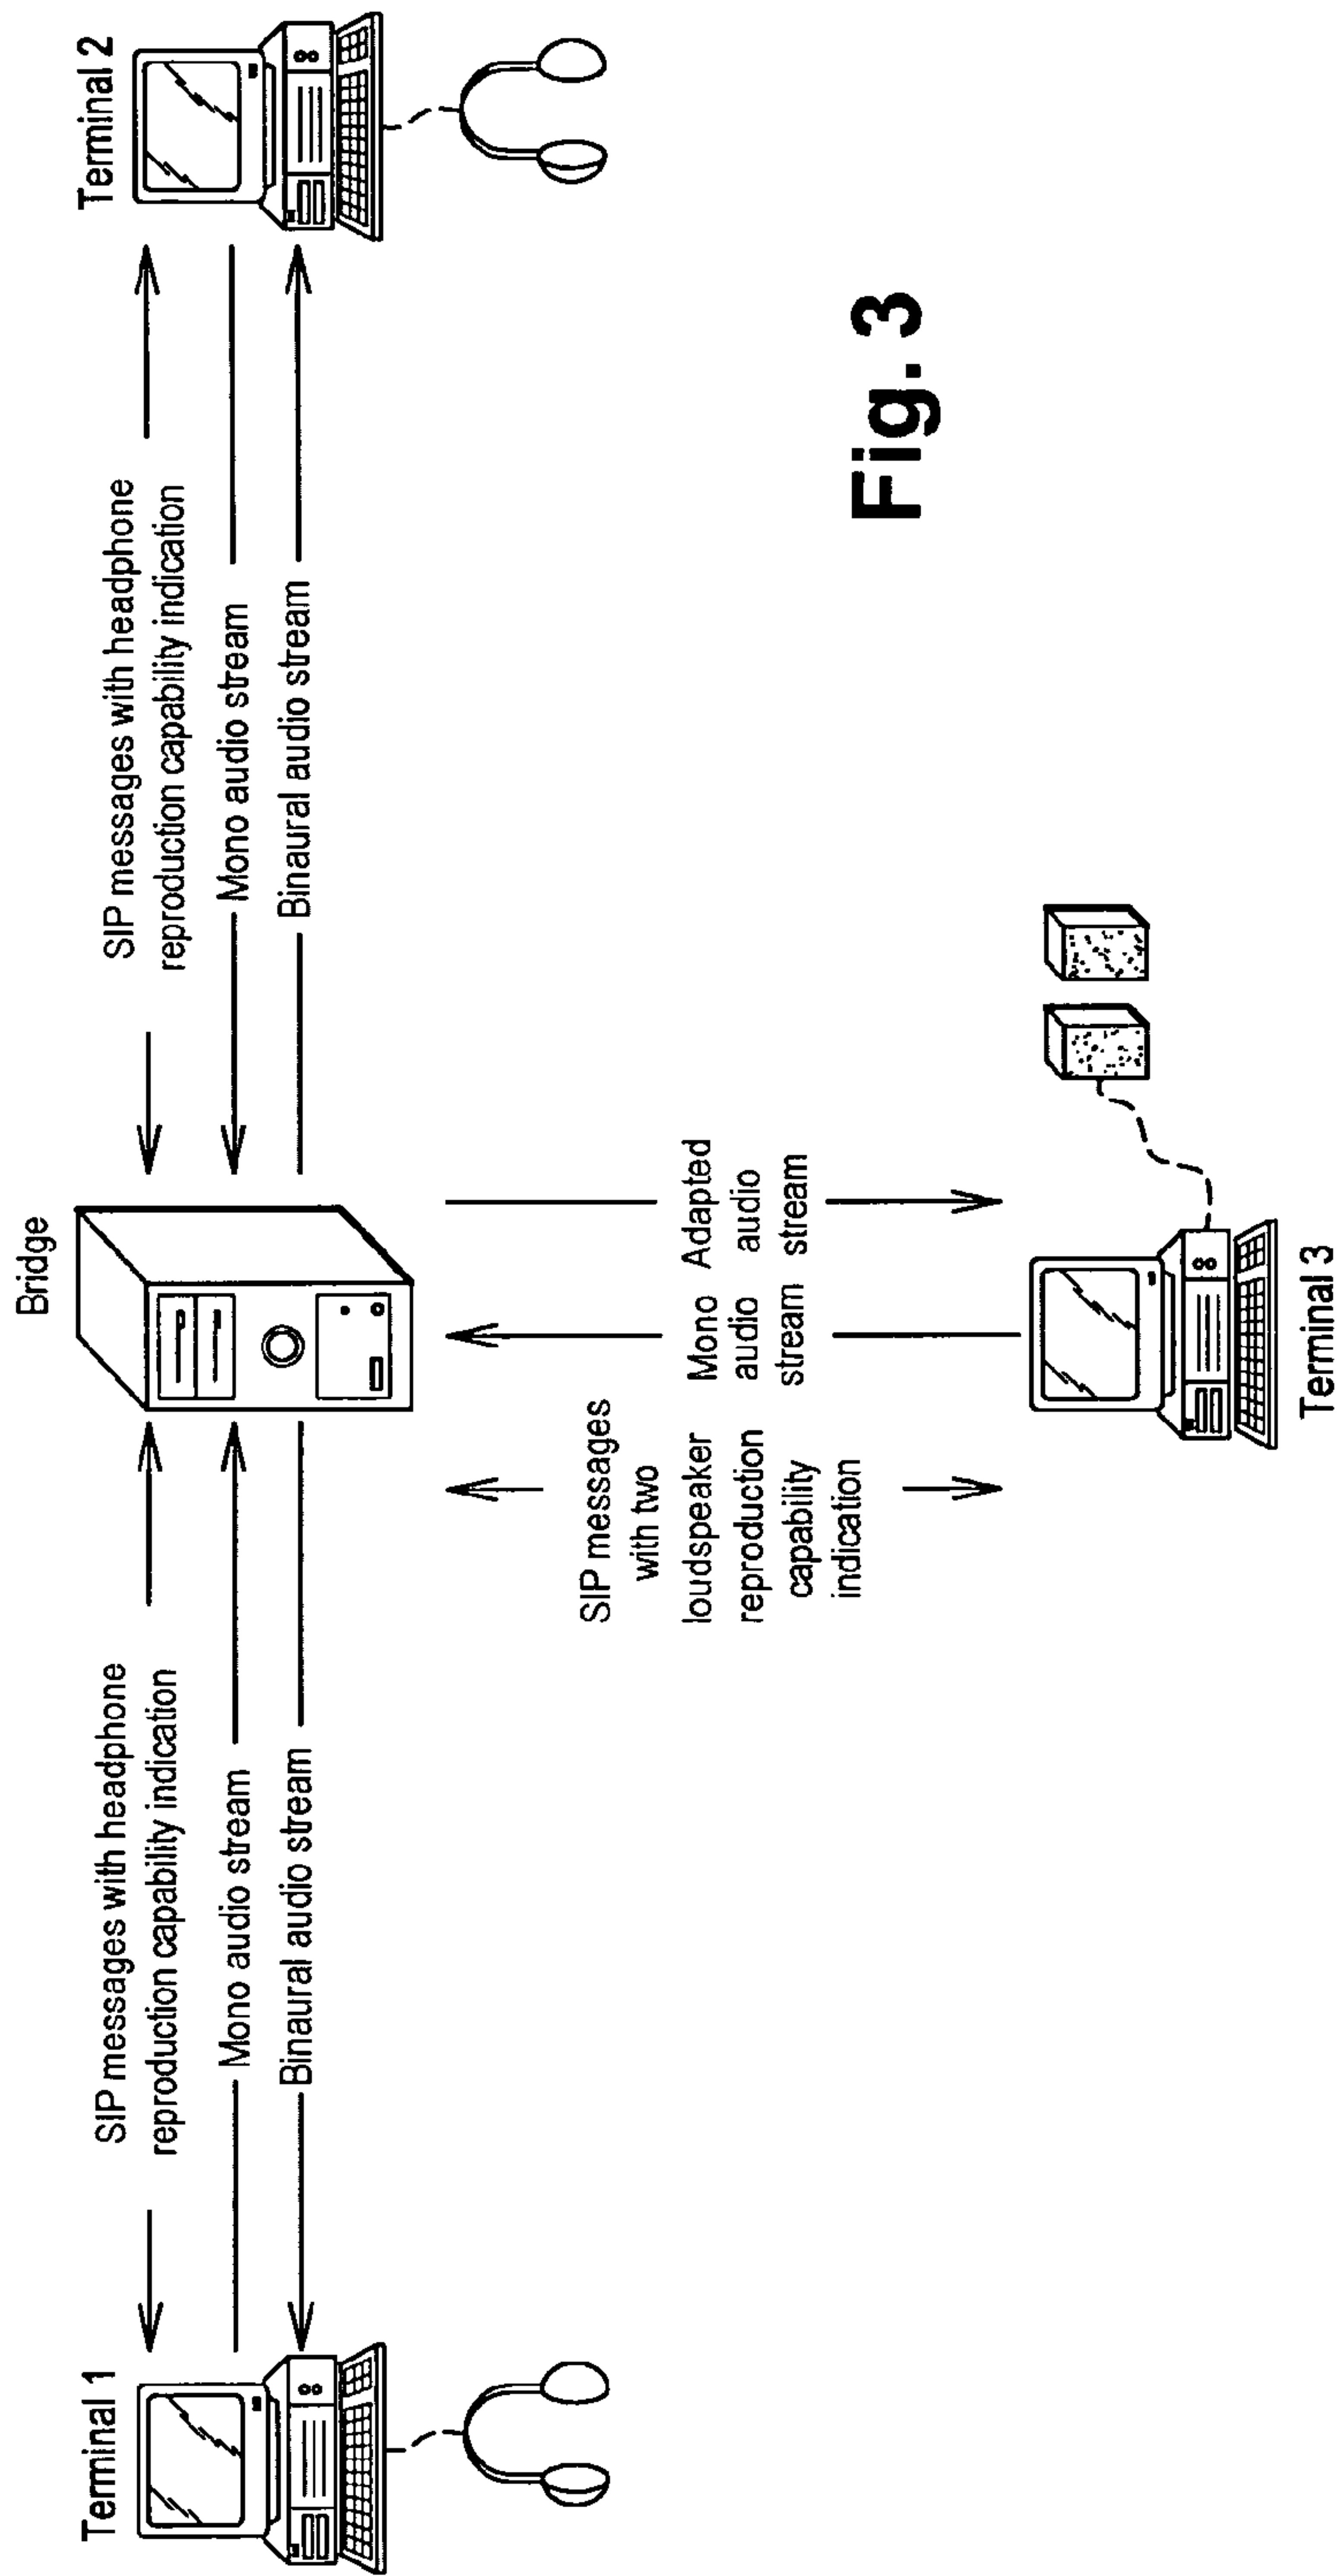 Bridge
Terminal 1
Terminal 2
SIP messages with headphone
reproduction capability indication
Mono audio stream
Binaural audio stream
SIP messages with headphone
reproduction capability indication
Mono audio stream
Binaural audio stream
SIP messages
with two
loudspeaker
reproduction
capability
indication
Mono
audio
stream
Adapted
audio
stream
Terminal 3
Fig. 3